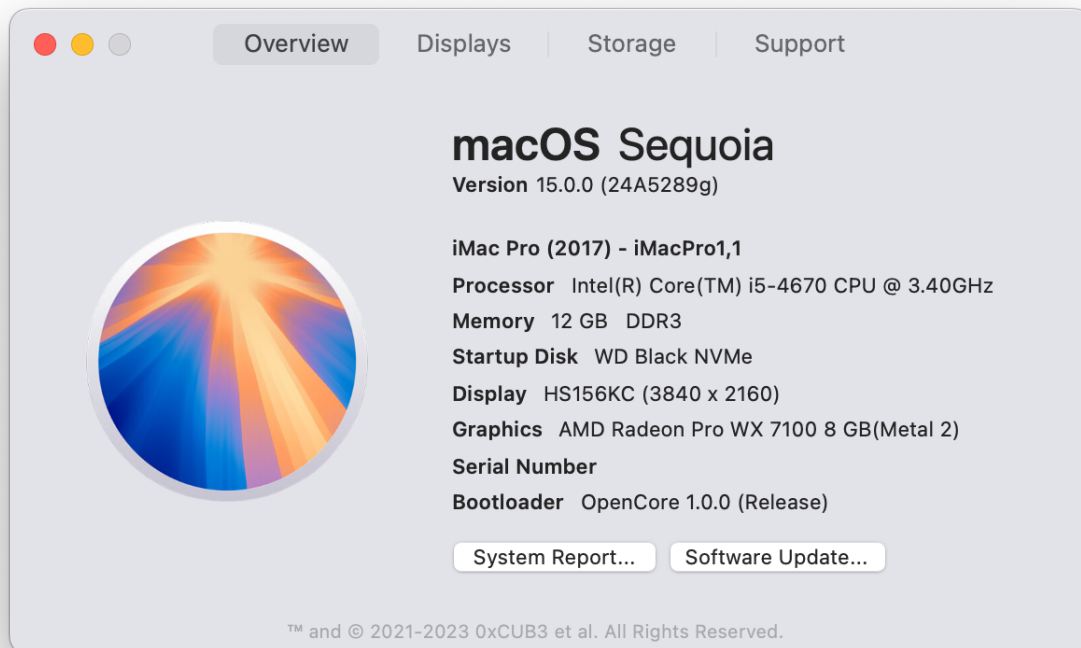 Overview Displays Storage Support
macOS Sequoia
Version 15.0.0 (24A5289g)
iMac Pro (2017) - iMacPro1,1
Processor Intel(R) Core(TM) i5-4670 CPU @ 3.40GHz
Memory 12 GB DDR3
Startup Disk WD Black NVMe
Display HS156KC (3840 x 2160)
Graphics AMD Radeon Pro WX 7100 8 GB(Metal 2)
Serial Number
Bootloader OpenCore 1.0.0 (Release)
System Report... Software Update...
™ and © 2021-2023 0xCUB3 et al. All Rights Reserved.